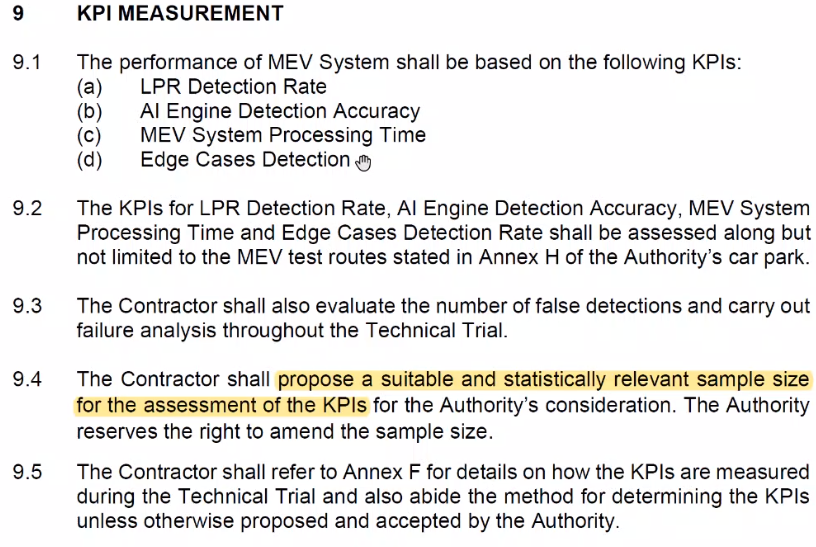 9 KPI MEASUREMENT
9.1 The performance of MEV System shall be based on the following KPIs:
(a) LPR Detection Rate
(b) AI Engine Detection Accuracy
(c) MEV System Processing Time
(d) Edge Cases Detection
9.2 The KPIs for LPR Detection Rate, AI Engine Detection Accuracy, MEV System
Processing Time and Edge Cases Detection Rate shall be assessed along but
not limited to the MEV test routes stated in Annex H of the Authority's car park.
9.3 The Contractor shall also evaluate the number of false detections and carry out
failure analysis throughout the Technical Trial.
9.4 The Contractor shall propose a suitable and statistically relevant sample size
for the assessment of the KPIs for the Authority's consideration. The Authority
reserves the right to amend the sample size.
9.5 The Contractor shall refer to Annex F for details on how the KPIs are measured
during the Technical Trial and also abide the method for determining the KPIs
unless otherwise proposed and accepted by the Authority.